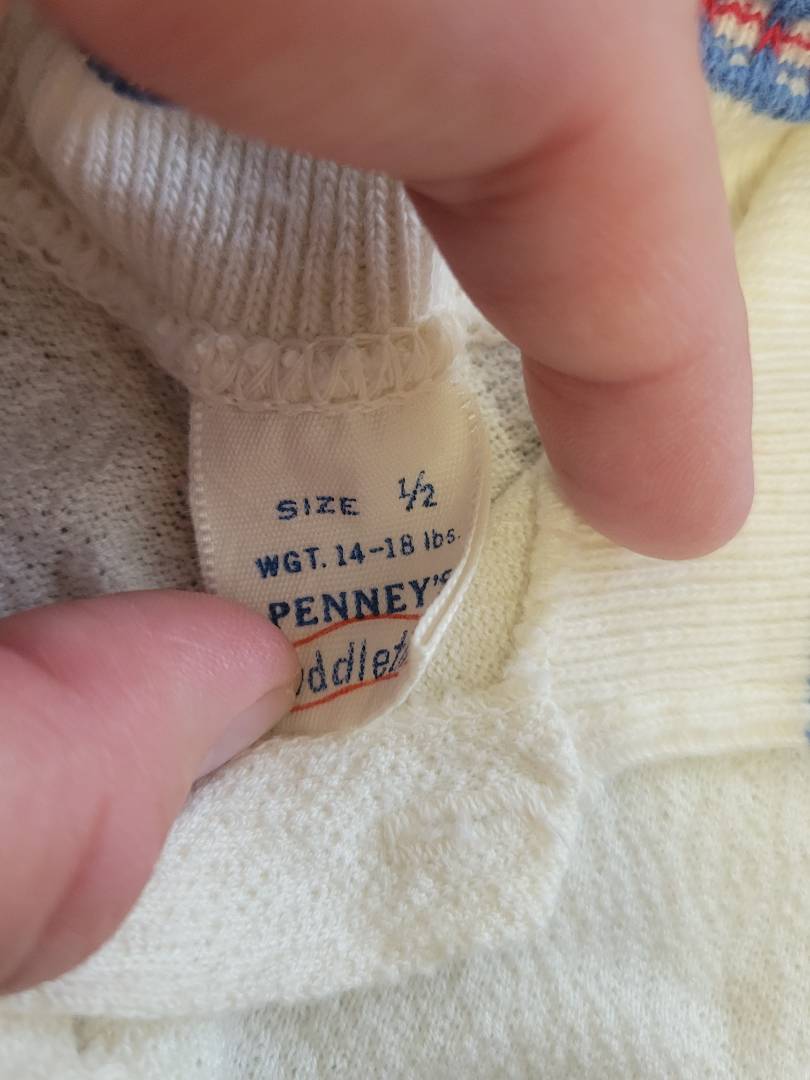 SIZE 1/2
WGT. 14-18 lbs.
PENNEY'S